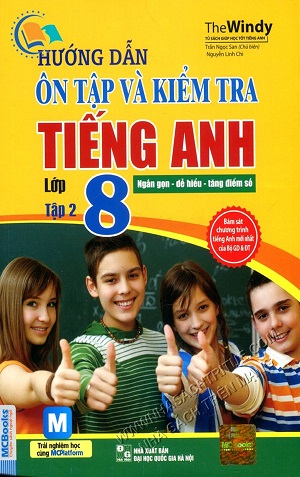 TheWindy
TỦ SÁCH GIÚP HỌC TỐT TIẾNG ANH
Trần Ngọc San (Chủ biên)
Nguyễn Linh Chi
HƯỚNG DẪN
ÔN TẬP VÀ KIỂM TRA
TIẾNG ANH
Lớp 8
Tập 2
Ngắn gọn - dễ hiểu - tăng điểm số
Bám sát
chương trình
tiếng Anh mới nhất
của Bộ GD & ĐT
MCBooks
M
Trải nghiệm học
cùng MCPlatform
NHÀ XUẤT BẢN
ĐẠI HỌC QUỐC GIA HÀ NỘI